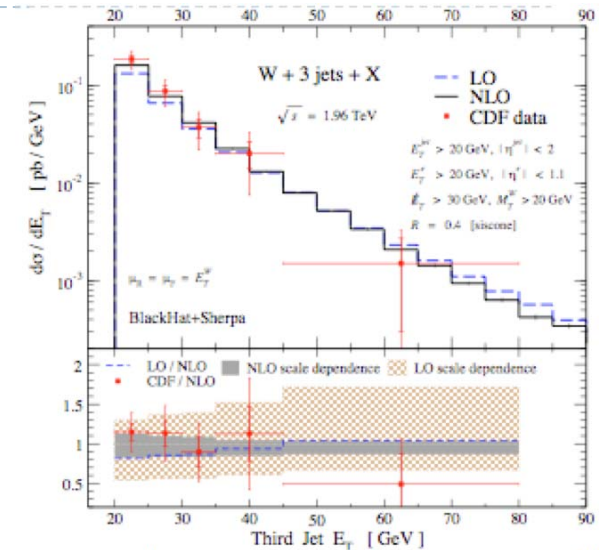 20 30 40 50 60 70 80 90
W + 3 jets + X
√s = 1.96 TeV
LO
NLO
CDF data
E_T^jet > 20 GeV, |η^jet| < 2
E_T^e > 20 GeV, |η^e| < 1.1
E̸_T > 30 GeV, M_T^W > 20 GeV
R = 0.4 [siscone]
10^-1
10^-2
10^-3
dσ / dE_T [ pb / GeV ]
μ_R = μ_F = E_T^W
BlackHat+Sherpa
LO / NLO
CDF / NLO
NLO scale dependence
LO scale dependence
2
1.5
1
0.5
20 30 40 50 60 70 80 90
Third Jet E_T [ GeV ]